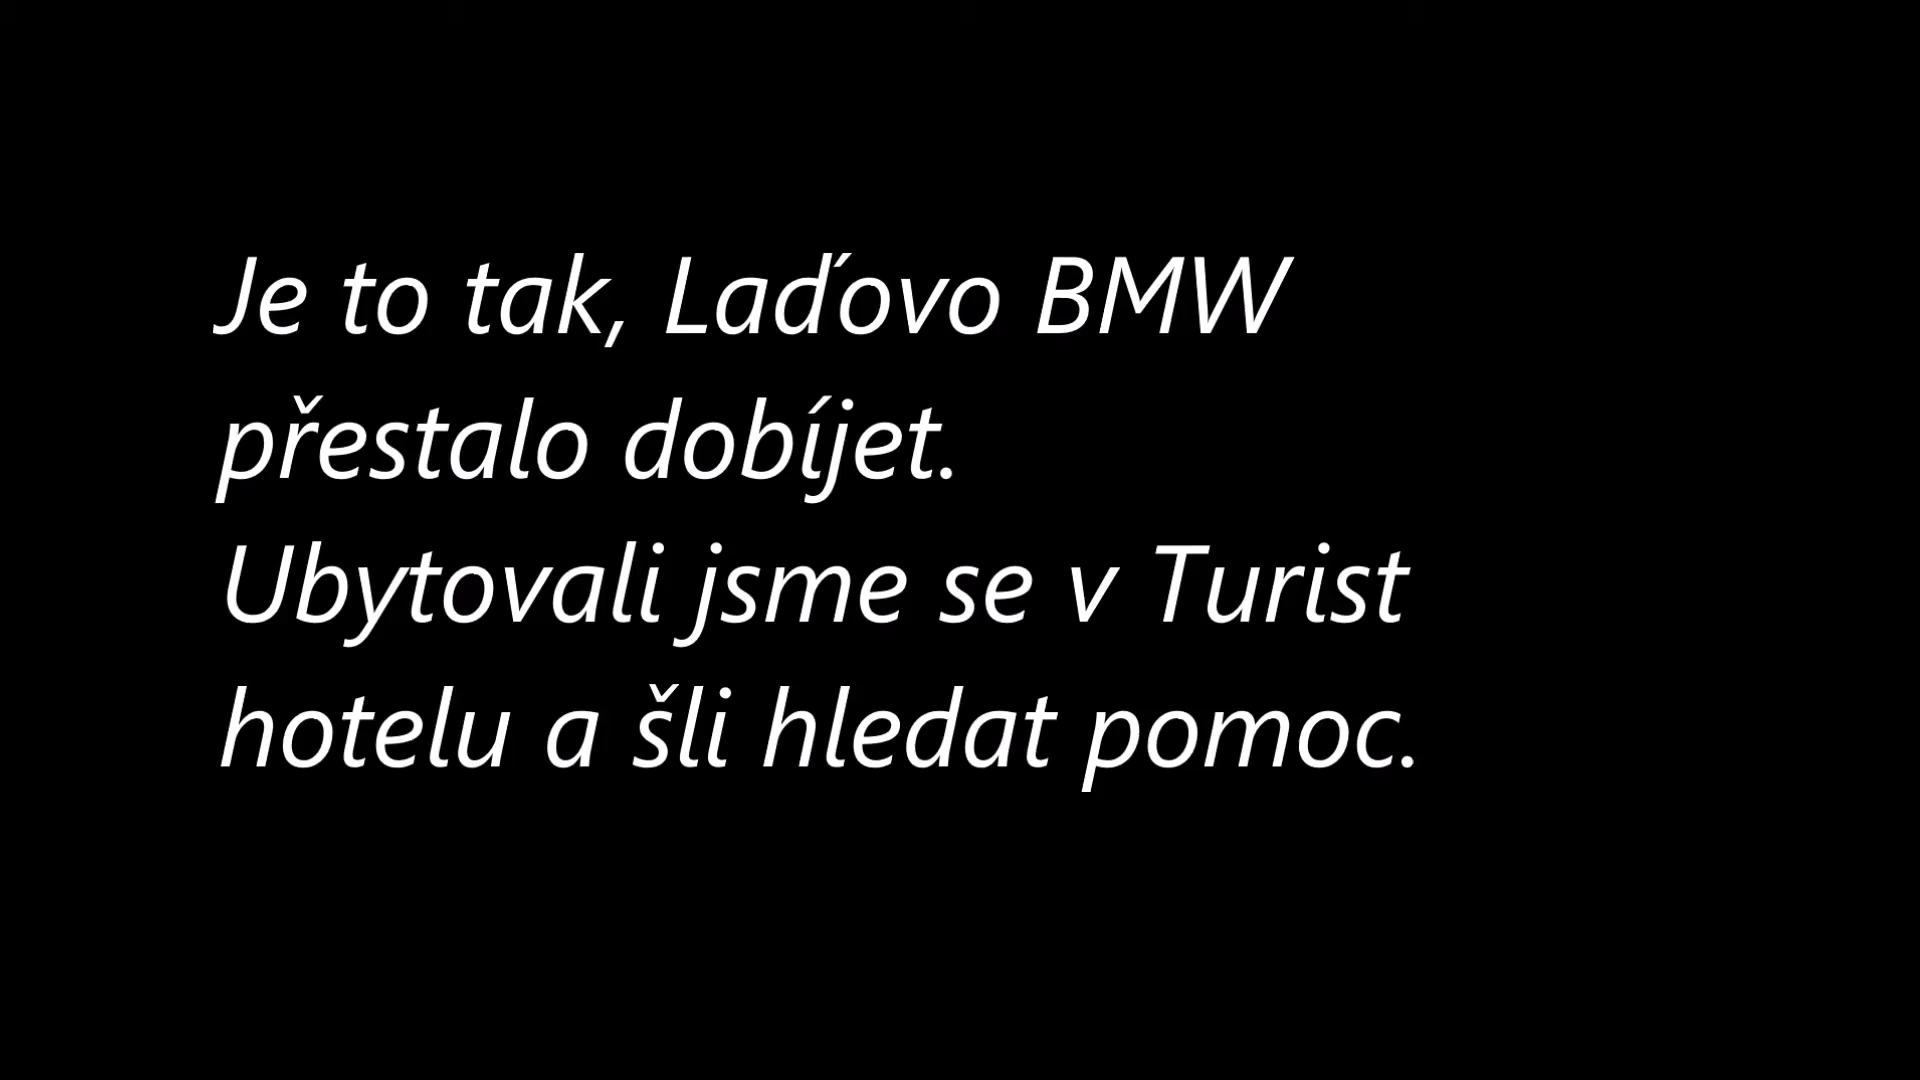 Je to tak, Laďovo BMW
přestalo dobíjet.
Ubytovali jsme se v Turist
hotelu a šli hledat pomoc.